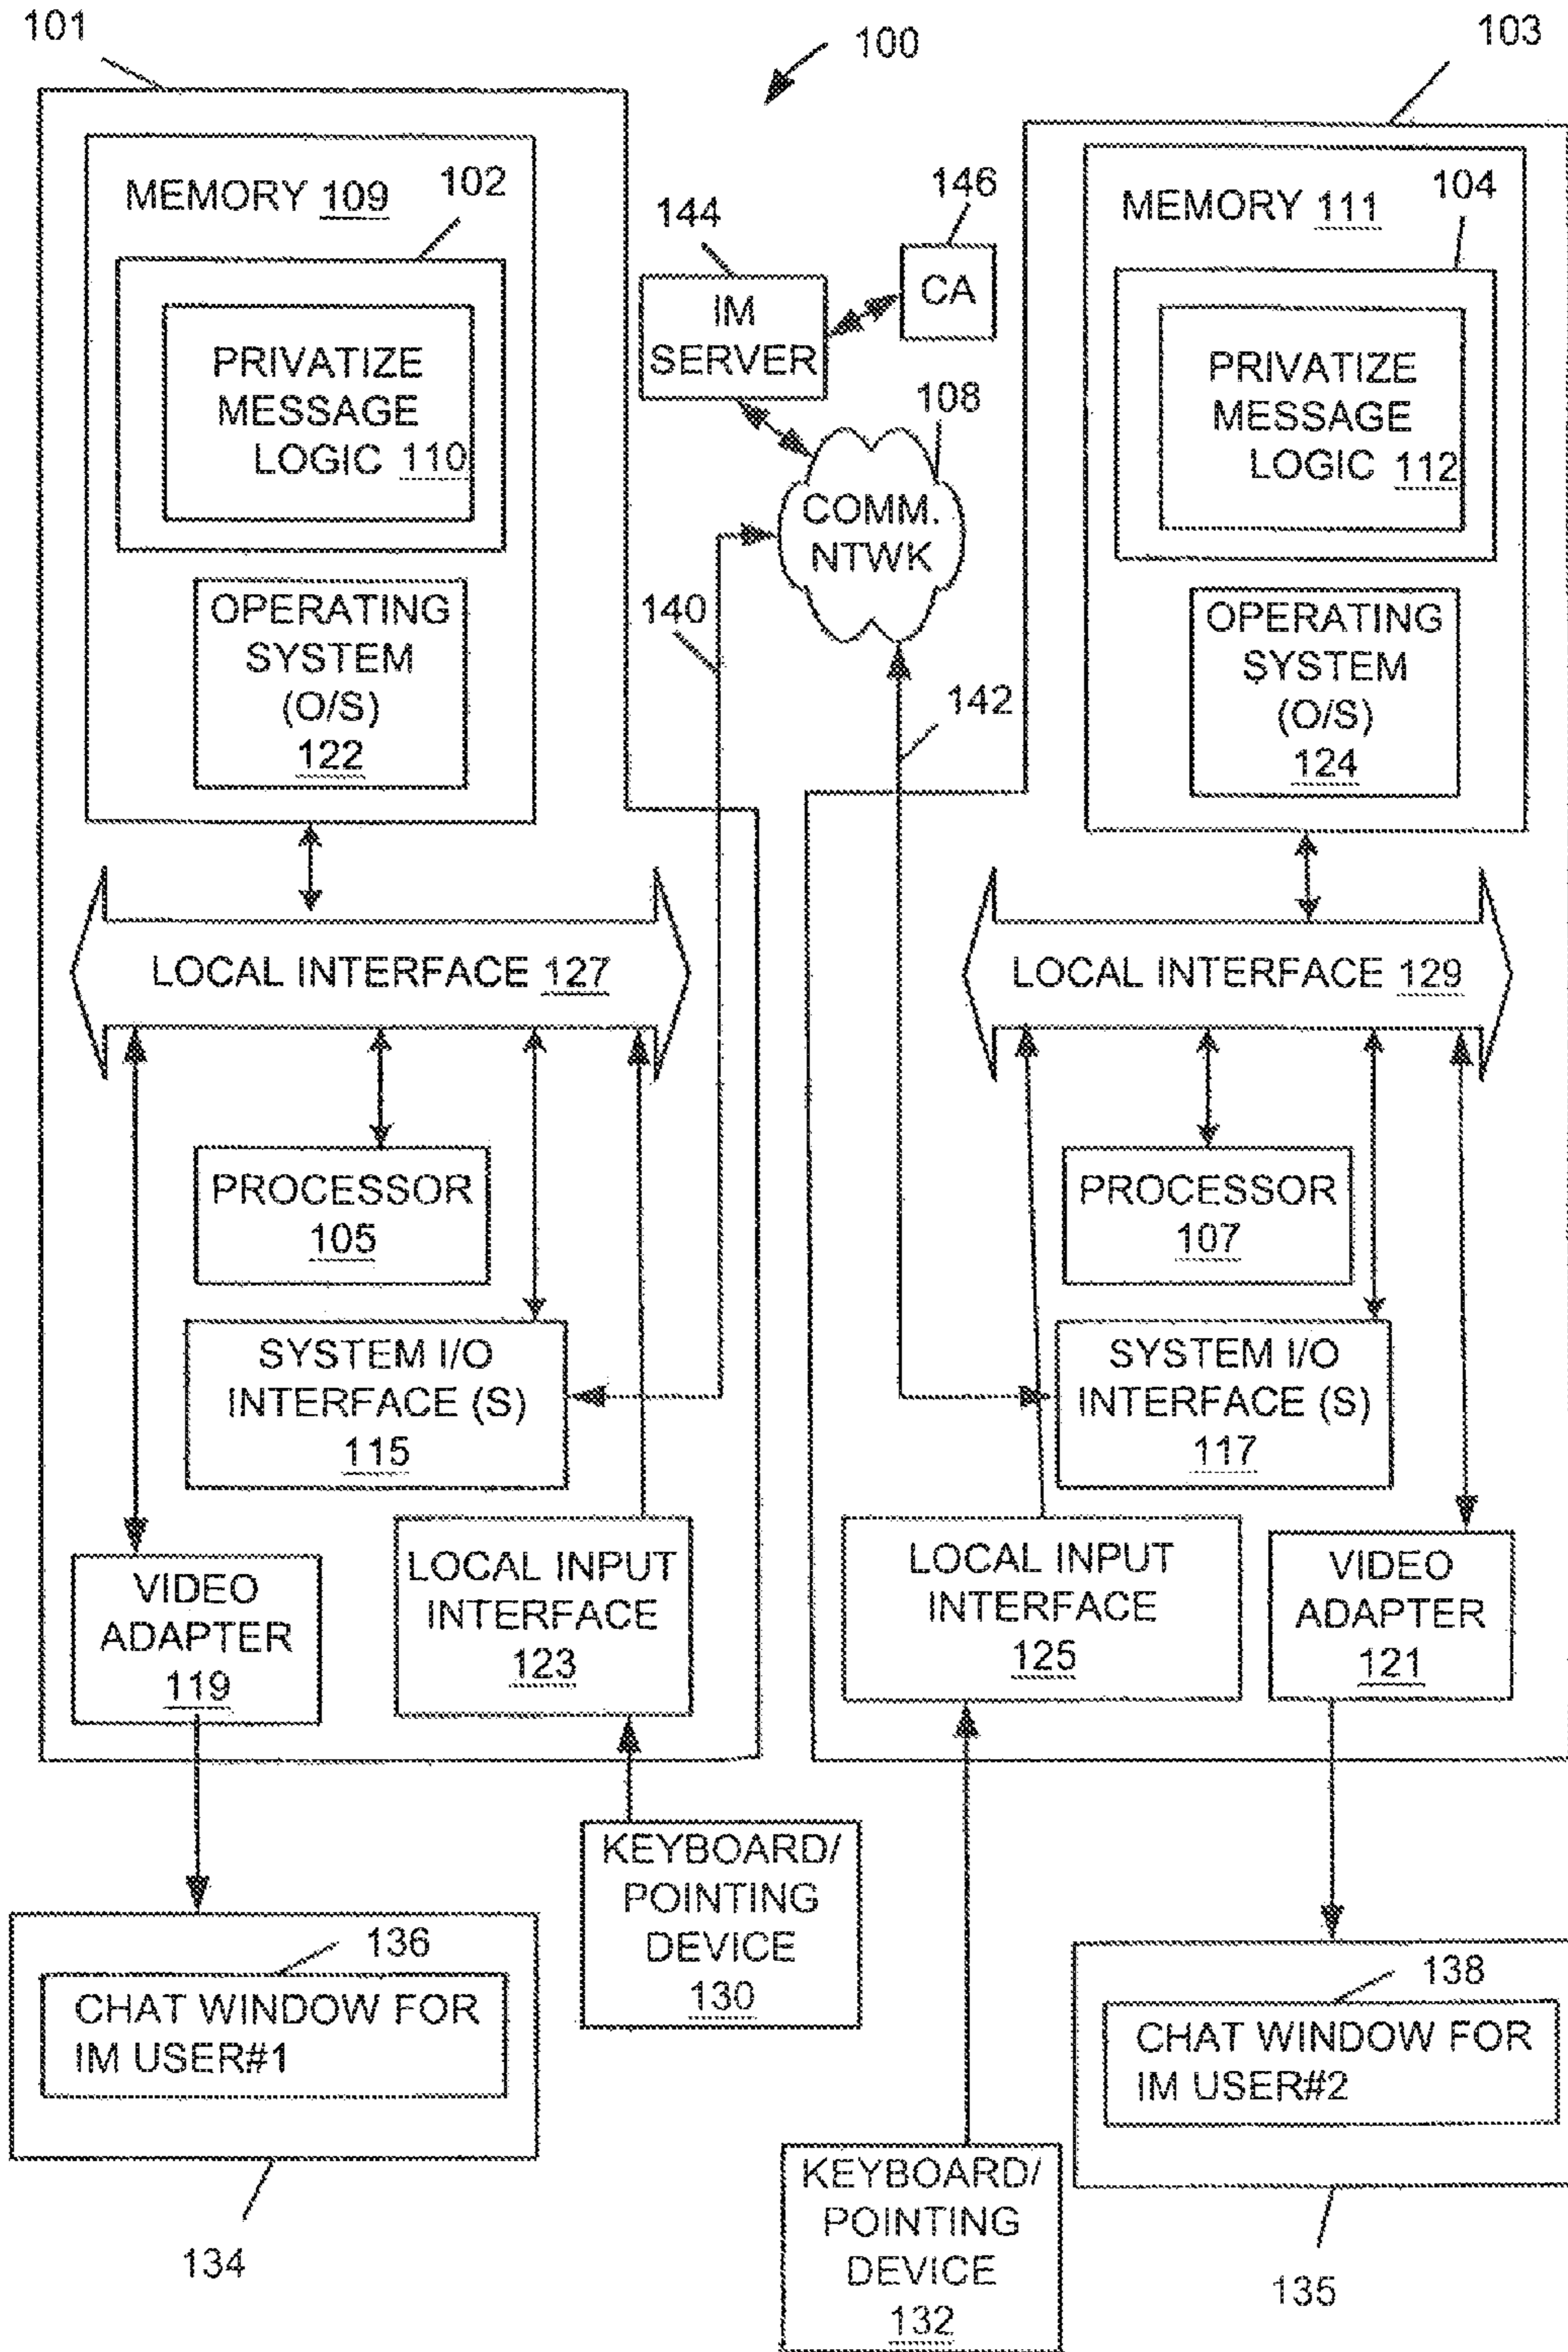 101
100
103
MEMORY 109
102
PRIVATIZE
MESSAGE
LOGIC 110
OPERATING
SYSTEM
(O/S)
122
144
146
IM
SERVER
CA
108
COMM.
NTWK
140
142
MEMORY 111
104
PRIVATIZE
MESSAGE
LOGIC 112
OPERATING
SYSTEM
(O/S)
124
LOCAL INTERFACE 127
LOCAL INTERFACE 129
PROCESSOR
105
PROCESSOR
107
SYSTEM I/O
INTERFACE (S)
115
SYSTEM I/O
INTERFACE (S)
117
VIDEO
ADAPTER
119
LOCAL INPUT
INTERFACE
123
LOCAL INPUT
INTERFACE
125
VIDEO
ADAPTER
121
KEYBOARD/
POINTING
DEVICE
130
136
CHAT WINDOW FOR
IM USER#1
134
138
CHAT WINDOW FOR
IM USER#2
135
KEYBOARD/
POINTING
DEVICE
132